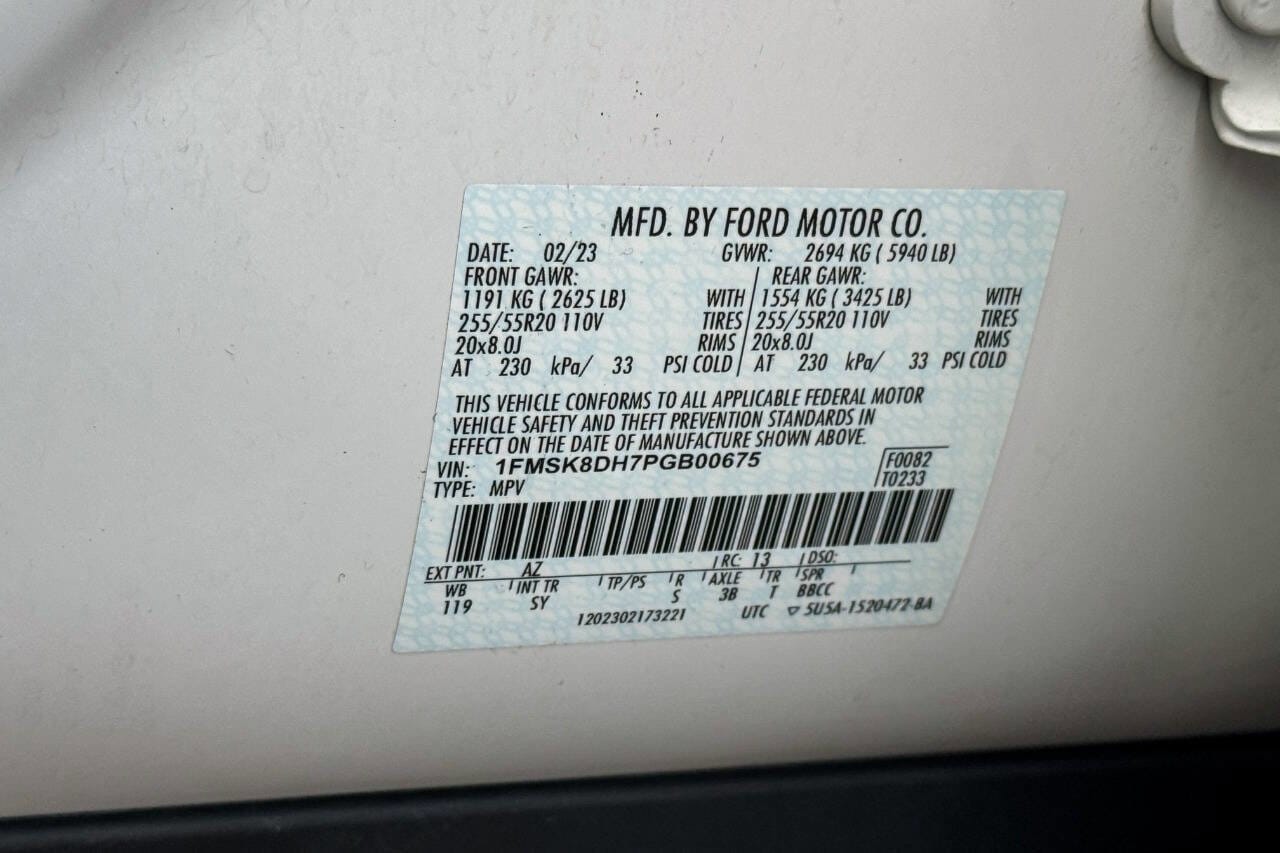 MFD. BY FORD MOTOR CO.
DATE: 02/23 GVWR: 2694 KG ( 5940 LB)
FRONT GAWR: REAR GAWR:
1191 KG ( 2625 LB) WITH 1554 KG ( 3425 LB) WITH
255/55R20 110V TIRES 255/55R20 110V TIRES
20x8.0J RIMS 20x8.0J RIMS
AT 230 kPa/ 33 PSI COLD AT 230 kPa/ 33 PSI COLD
THIS VEHICLE CONFORMS TO ALL APPLICABLE FEDERAL MOTOR
VEHICLE SAFETY AND THEFT PREVENTION STANDARDS IN
EFFECT ON THE DATE OF MANUFACTURE SHOWN ABOVE.
VIN: 1FMSK8DH7PGB00675 F0082
TYPE: MPV T0233
EXT PNT: AZ RC: 13 DSO:
WB INT TR TP/PS R AXLE TR SPR
119 SY S 3B T BBCC
1202302173221 UTC ▽ 5U5A-1520472-BA